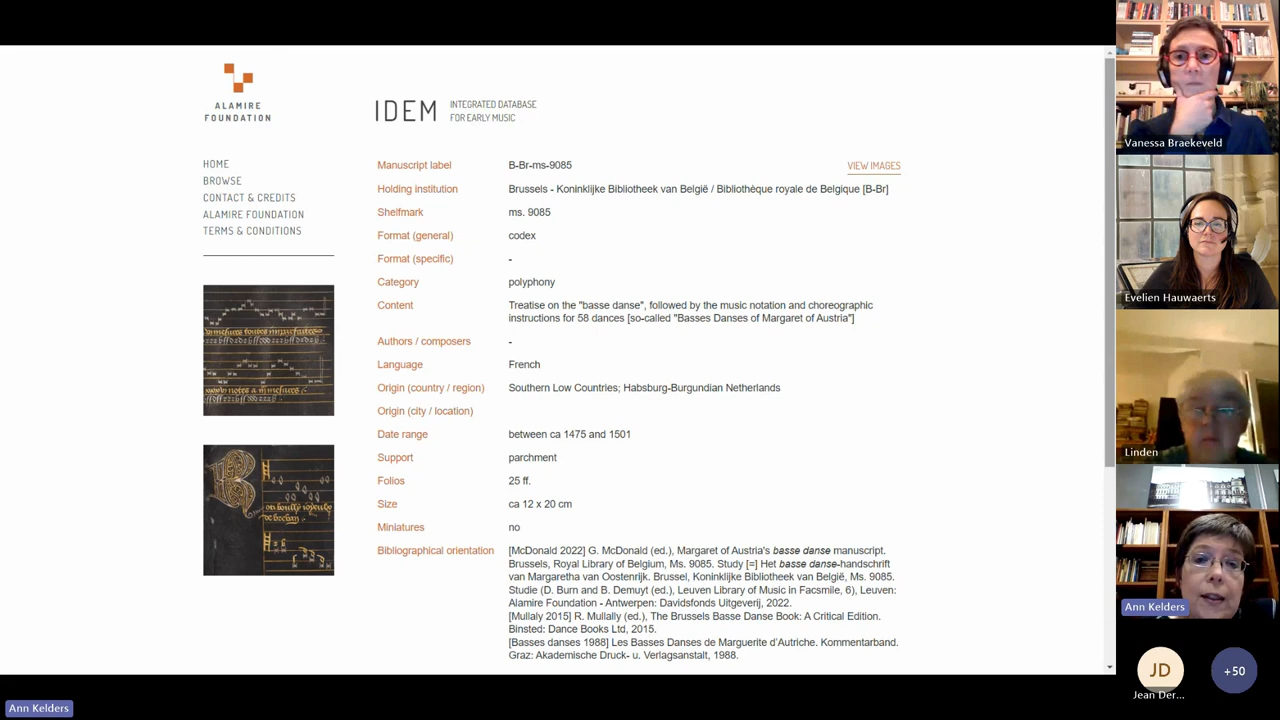 ALAMIRE
FOUNDATION
IDEM
INTEGRATED DATABASE
FOR EARLY MUSIC
HOME
BROWSE
CONTACT & CREDITS
ALAMIRE FOUNDATION
TERMS & CONDITIONS
Manuscript label B-Br-ms-9085 VIEW IMAGES
Holding institution Brussels - Koninklijke Bibliotheek van België / Bibliothèque royale de Belgique [B-Br]
Shelfmark ms. 9085
Format (general) codex
Format (specific) -
Category polyphony
Content Treatise on the "basse danse", followed by the music notation and choreographic
instructions for 58 dances [so-called "Basses Danses of Margaret of Austria"]
Authors / composers -
Language French
Origin (country / region) Southern Low Countries; Habsburg-Burgundian Netherlands
Origin (city / location)
Date range between ca 1475 and 1501
Support parchment
Folios 25 ff.
Size ca 12 x 20 cm
Miniatures no
Bibliographical orientation [McDonald 2022] G. McDonald (ed.), Margaret of Austria's basse danse manuscript.
Brussels, Royal Library of Belgium, Ms. 9085. Study [=] Het basse danse-handschrift
van Margaretha van Oostenrijk. Brussel, Koninklijke Bibliotheek van België, Ms. 9085.
Studie (D. Burn and B. Demuyt (ed.), Leuven Library of Music in Facsmile, 6), Leuven:
Alamire Foundation - Antwerpen: Davidsfonds Uitgeverij, 2022.
[Mullaly 2015] R. Mullally (ed.), The Brussels Basse Danse Book: A Critical Edition.
Binsted: Dance Books Ltd, 2015.
[Basses danses 1988] Les Basses Danses de Marguerite d'Autriche. Kommentarband.
Graz: Akademische Druck- u. Verlagsanstalt, 1988.
Vanessa Braekeveld
Evelien Hauwaerts
Linden
Ann Kelders
JD
Jean Der...
+50
Ann Kelders